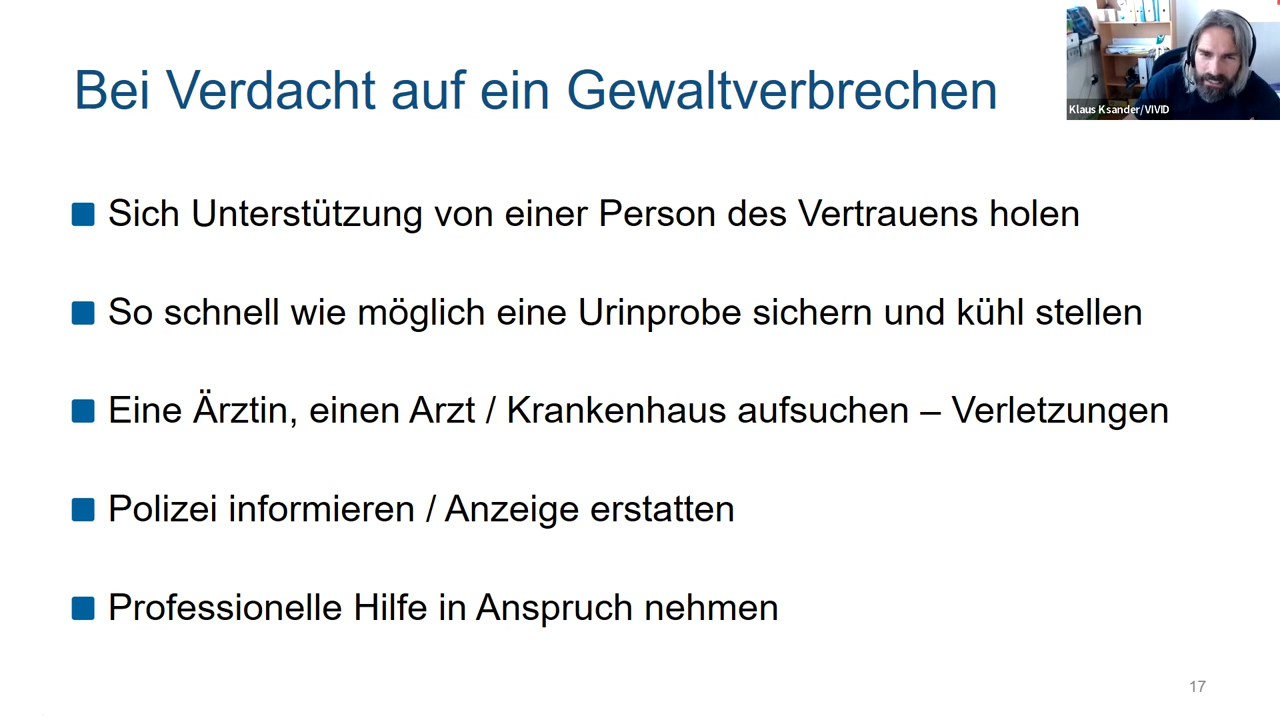 Bei Verdacht auf ein Gewaltverbrechen
Klaus Ksander/VIVID
Sich Unterstützung von einer Person des Vertrauens holen
So schnell wie möglich eine Urinprobe sichern und kühl stellen
Eine Ärztin, einen Arzt / Krankenhaus aufsuchen – Verletzungen
Polizei informieren / Anzeige erstatten
Professionelle Hilfe in Anspruch nehmen
17